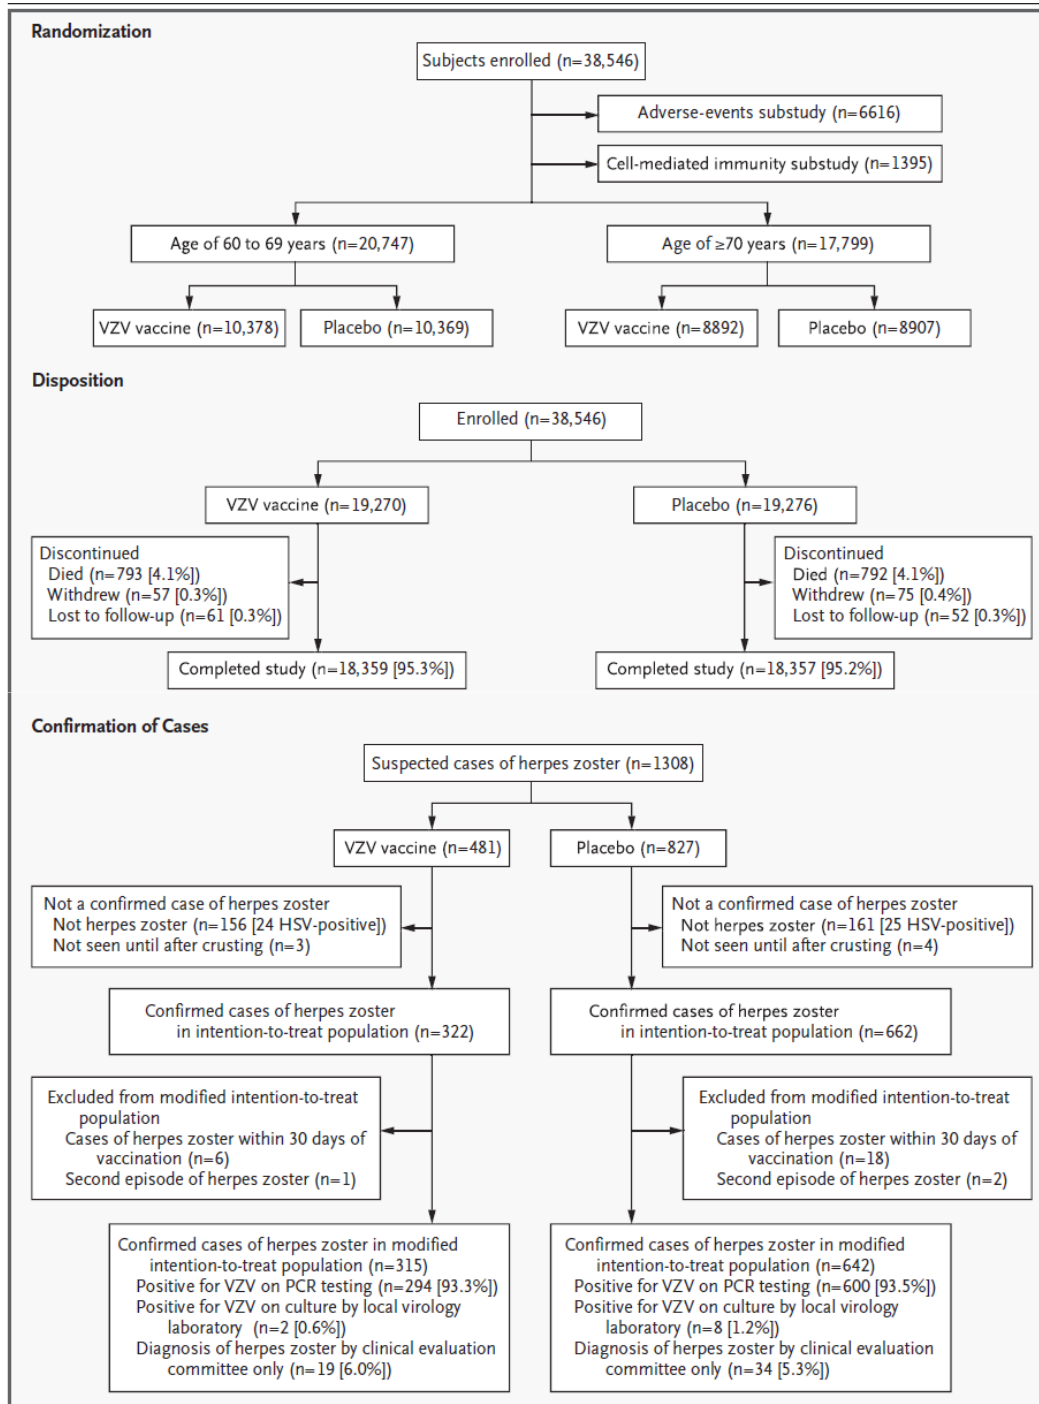 Randomization
Subjects enrolled (n=38,546)
Adverse-events substudy (n=6616)
Cell-mediated immunity substudy (n=1395)
Age of 60 to 69 years (n=20,747)
Age of ≥70 years (n=17,799)
VZV vaccine (n=10,378)
Placebo (n=10,369)
VZV vaccine (n=8892)
Placebo (n=8907)
Disposition
Enrolled (n=38,546)
VZV vaccine (n=19,270)
Placebo (n=19,276)
Discontinued
Died (n=793 [4.1%])
Withdrew (n=57 [0.3%])
Lost to follow-up (n=61 [0.3%])
Discontinued
Died (n=792 [4.1%])
Withdrew (n=75 [0.4%])
Lost to follow-up (n=52 [0.3%])
Completed study (n=18,359 [95.3%])
Completed study (n=18,357 [95.2%])
Confirmation of Cases
Suspected cases of herpes zoster (n=1308)
VZV vaccine (n=481)
Placebo (n=827)
Not a confirmed case of herpes zoster
Not herpes zoster (n=156 [24 HSV-positive])
Not seen until after crusting (n=3)
Not a confirmed case of herpes zoster
Not herpes zoster (n=161 [25 HSV-positive])
Not seen until after crusting (n=4)
Confirmed cases of herpes zoster
in intention-to-treat population (n=322)
Confirmed cases of herpes zoster
in intention-to-treat population (n=662)
Excluded from modified intention-to-treat
population
Cases of herpes zoster within 30 days of
vaccination (n=6)
Second episode of herpes zoster (n=1)
Excluded from modified intention-to-treat
population
Cases of herpes zoster within 30 days of
vaccination (n=18)
Second episode of herpes zoster (n=2)
Confirmed cases of herpes zoster in modified
intention-to-treat population (n=315)
Positive for VZV on PCR testing (n=294 [93.3%])
Positive for VZV on culture by local virology
laboratory (n=2 [0.6%])
Diagnosis of herpes zoster by clinical evaluation
committee only (n=19 [6.0%])
Confirmed cases of herpes zoster in modified
intention-to-treat population (n=642)
Positive for VZV on PCR testing (n=600 [93.5%])
Positive for VZV on culture by local virology
laboratory (n=8 [1.2%])
Diagnosis of herpes zoster by clinical evaluation
committee only (n=34 [5.3%])